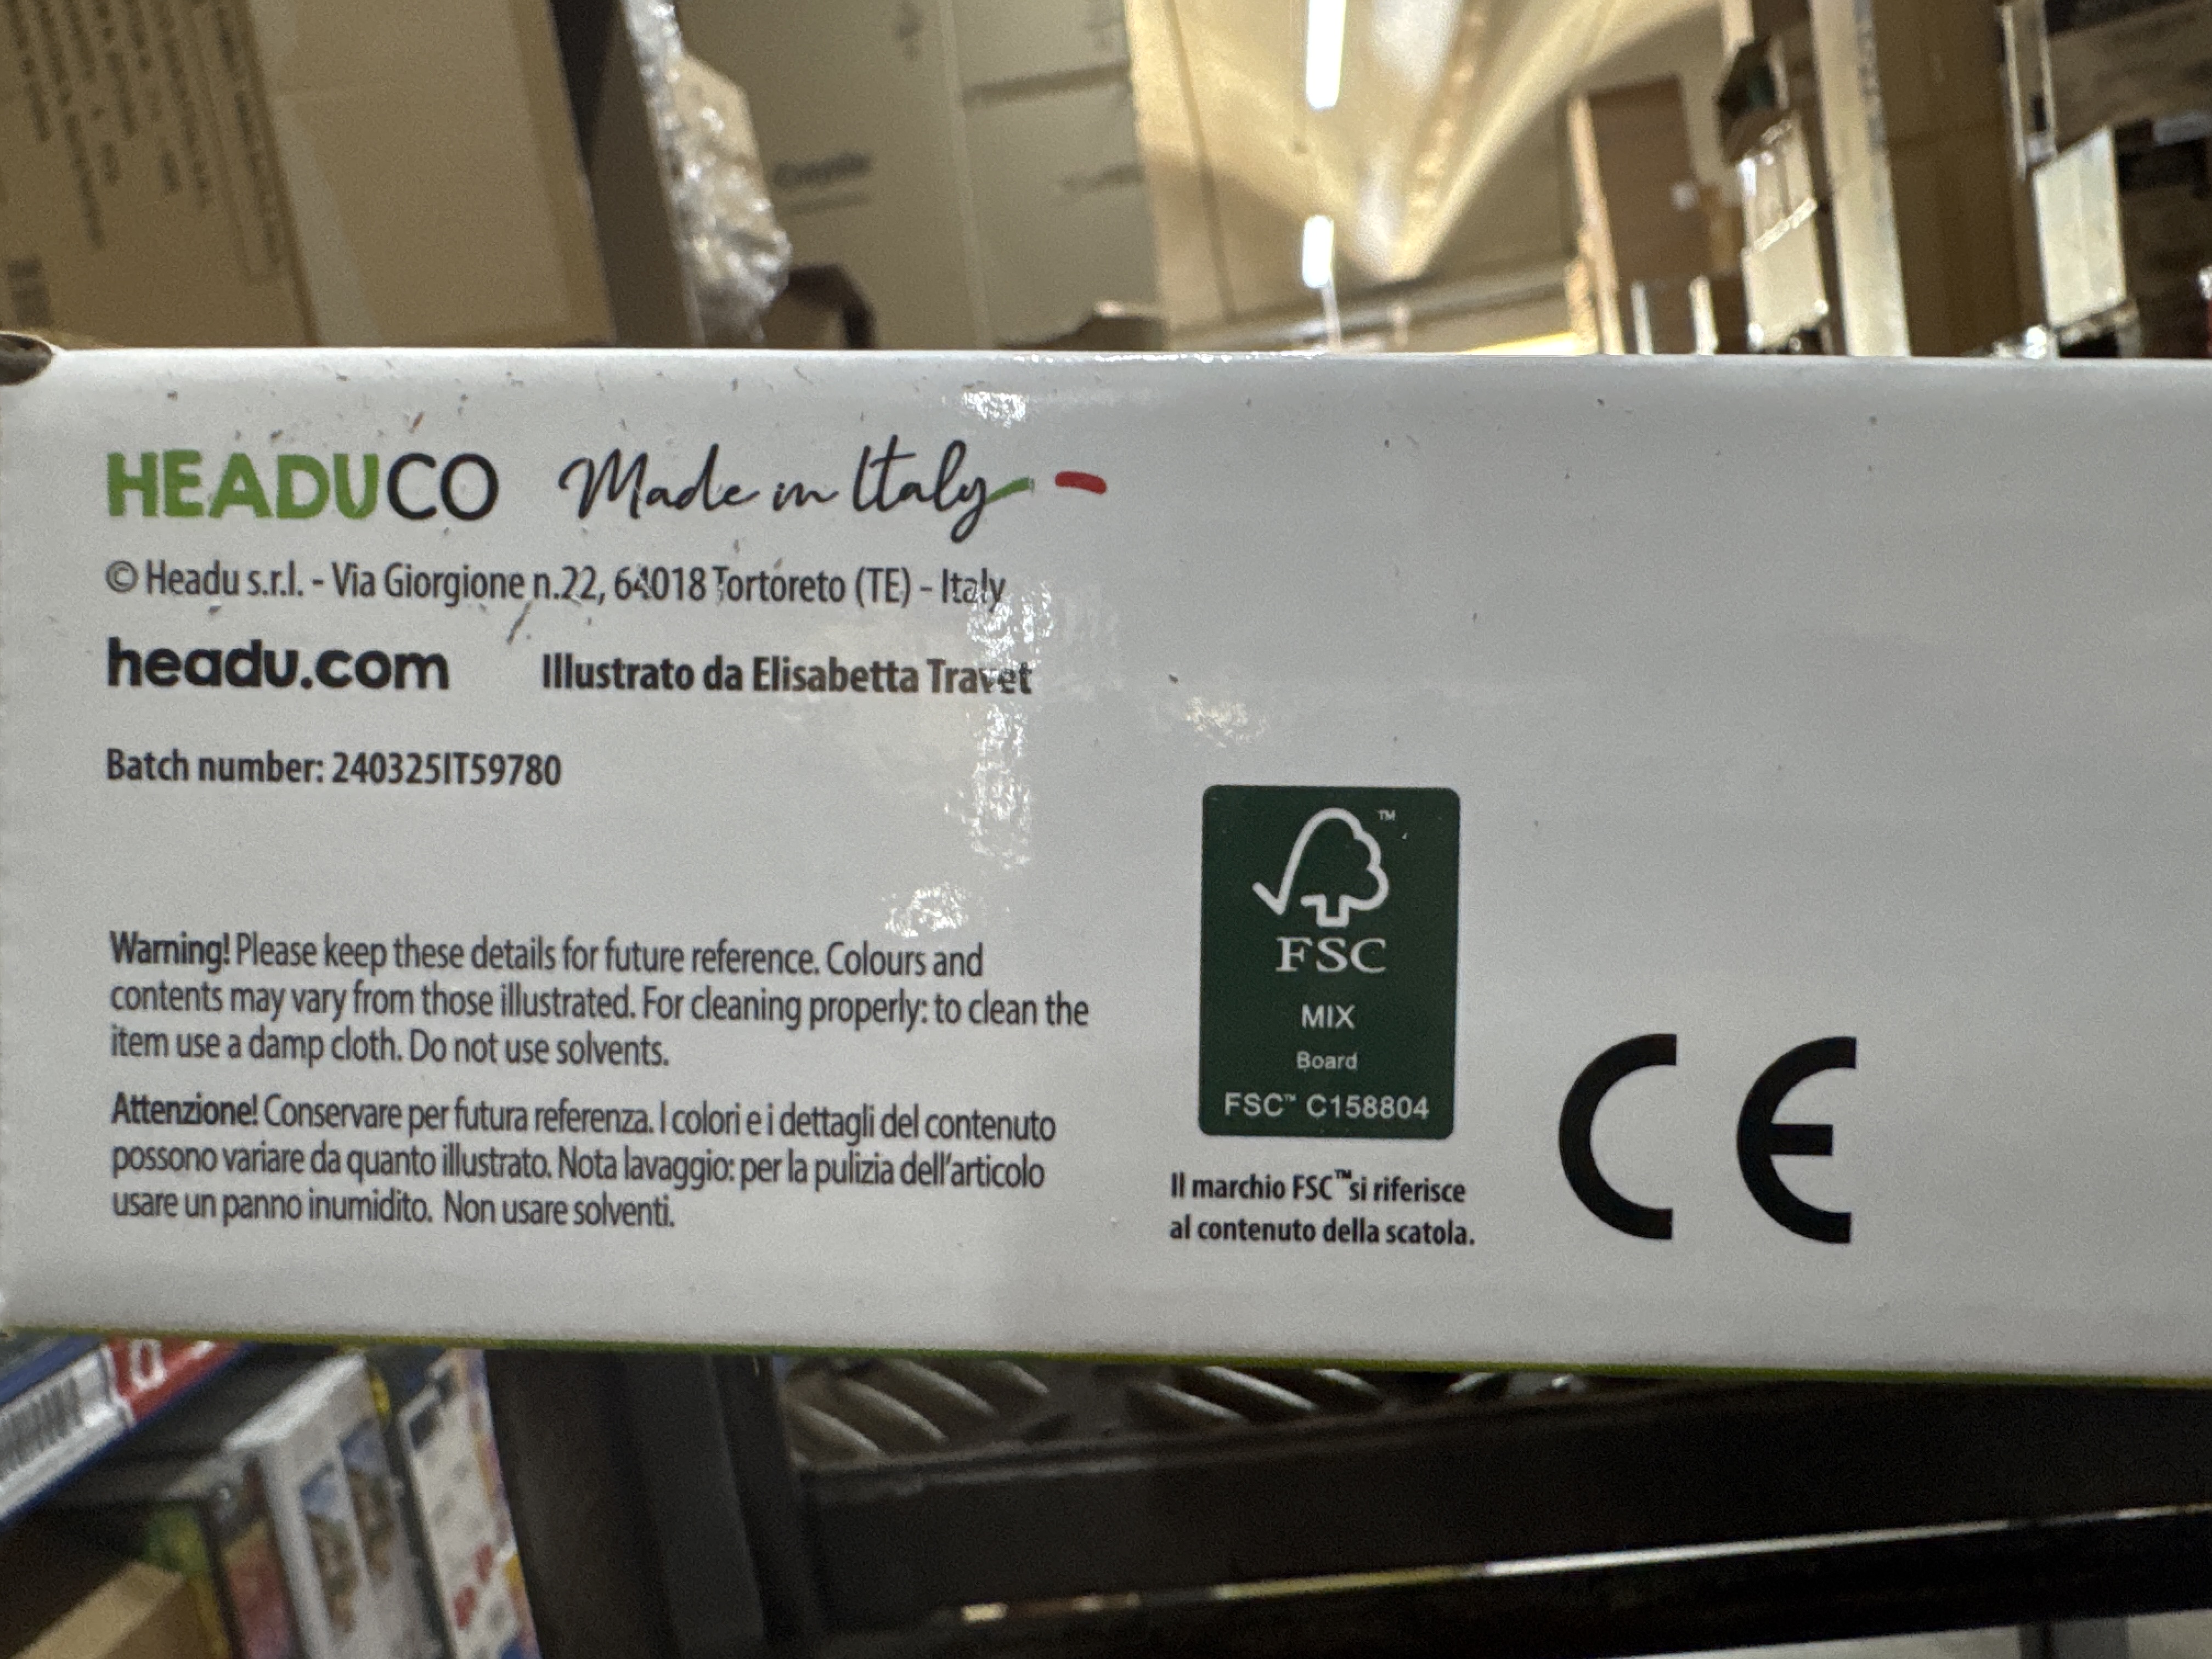 HEADUCO Made in Italy
© Headu s.r.l. - Via Giorgione n.22, 64018 Tortoreto (TE) - Italy
headu.com Illustrato da Elisabetta Travet
Batch number: 240325IT59780
Warning! Please keep these details for future reference. Colours and
contents may vary from those illustrated. For cleaning properly: to clean the
item use a damp cloth. Do not use solvents.
Attenzione! Conservare per futura referenza. I colori e i dettagli del contenuto
possono variare da quanto illustrato. Nota lavaggio: per la pulizia dell'articolo
usare un panno inumidito. Non usare solventi.
™
FSC
MIX
Board
FSC™ C158804
Il marchio FSC™ si riferisce
al contenuto della scatola.
CE